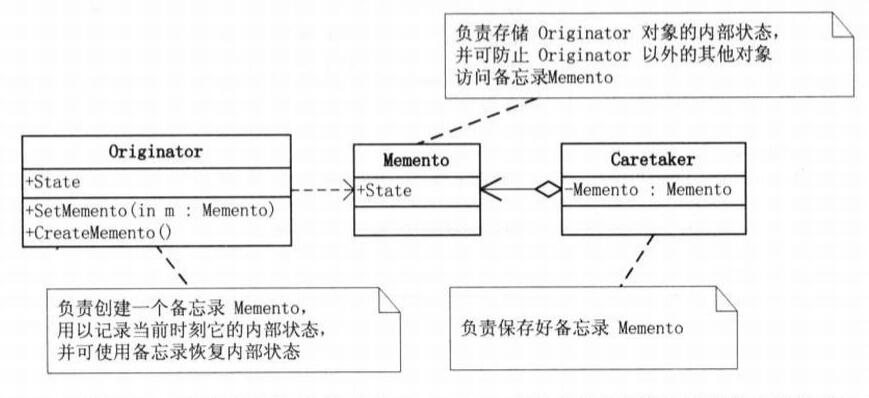 负责存储 Originator 对象的内部状态，
并可防止 Originator 以外的其他对象
访问备忘录Memento
Originator
+State
+SetMemento(in m : Memento)
+CreateMemento()
Memento
+State
Caretaker
-Memento : Memento
负责创建一个备忘录 Memento，
用以记录当前时刻它的内部状态，
并可使用备忘录恢复内部状态
负责保存好备忘录 Memento